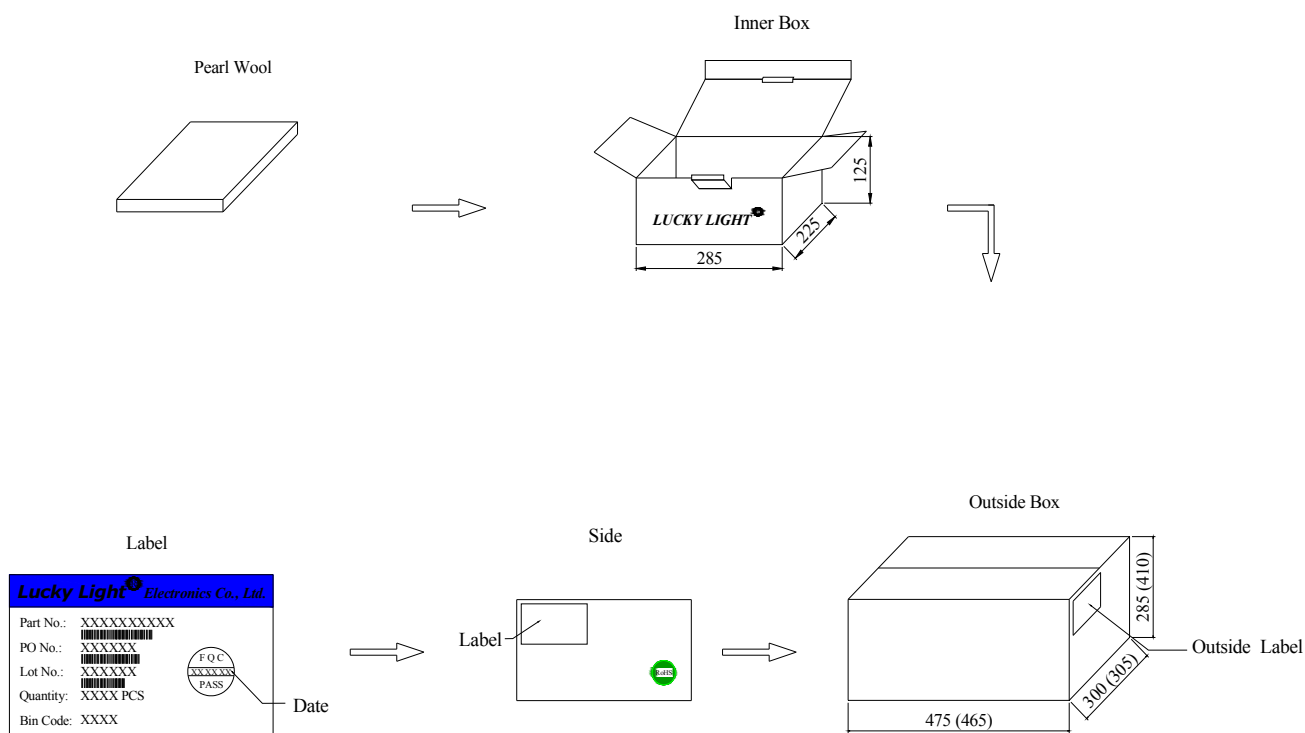 Inner Box
Pearl Wool
125
LUCKY LIGHT
225
285
Outside Box
Side
Label
Lucky Light Electronics Co., Ltd.
Part No.: XXXXXXXXXX
PO No.: XXXXXX
Lot No.: XXXXXX
Quantity: XXXX PCS
Bin Code: XXXX
FQC
XXXXXX
PASS
Date
Label
RoHS
285 (410)
Outside Label
300 (305)
475 (465)